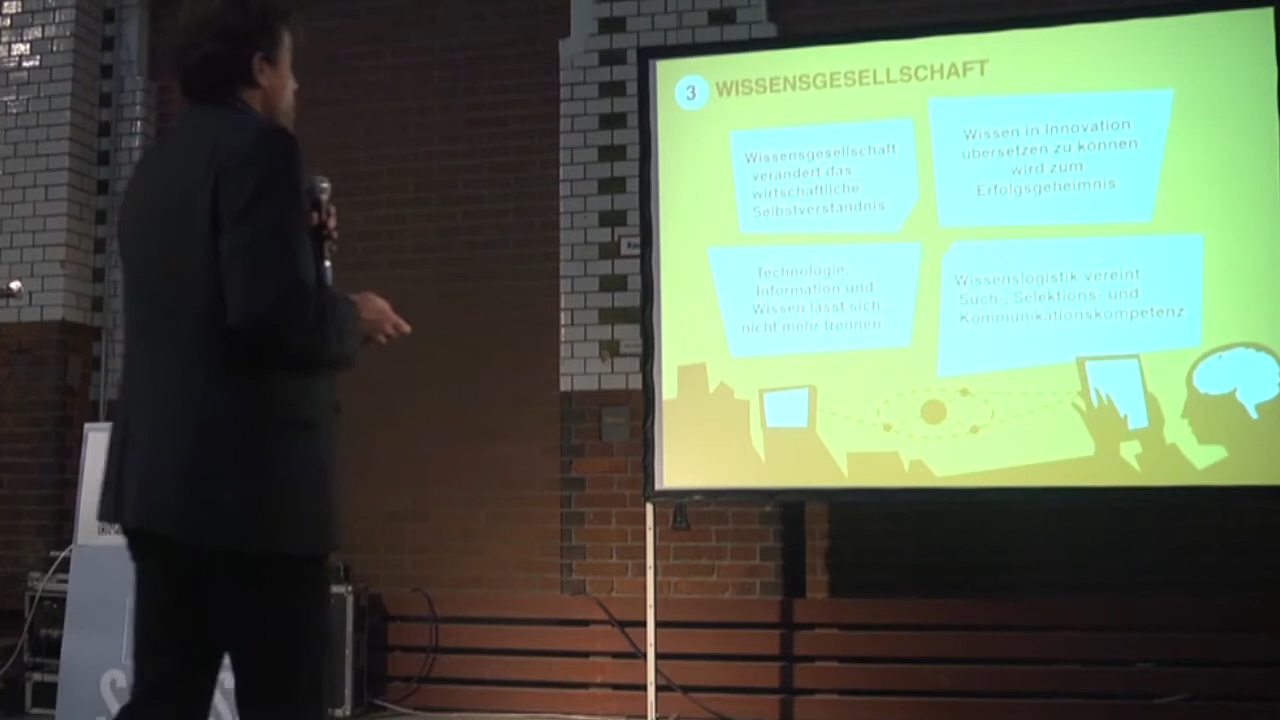 3 WISSENSGESELLSCHAFT
Wissensgesellschaft
verändert das
wirtschaftliche
Selbstverständnis
Wissen in Innovation
übersetzen zu können
wird zum
Erfolgsgeheimnis
Technologie,
Information und
Wissen lässt sich
nicht mehr trennen
Wissenslogistik vereint
Such-, Selektions- und
Kommunikationskompetenz